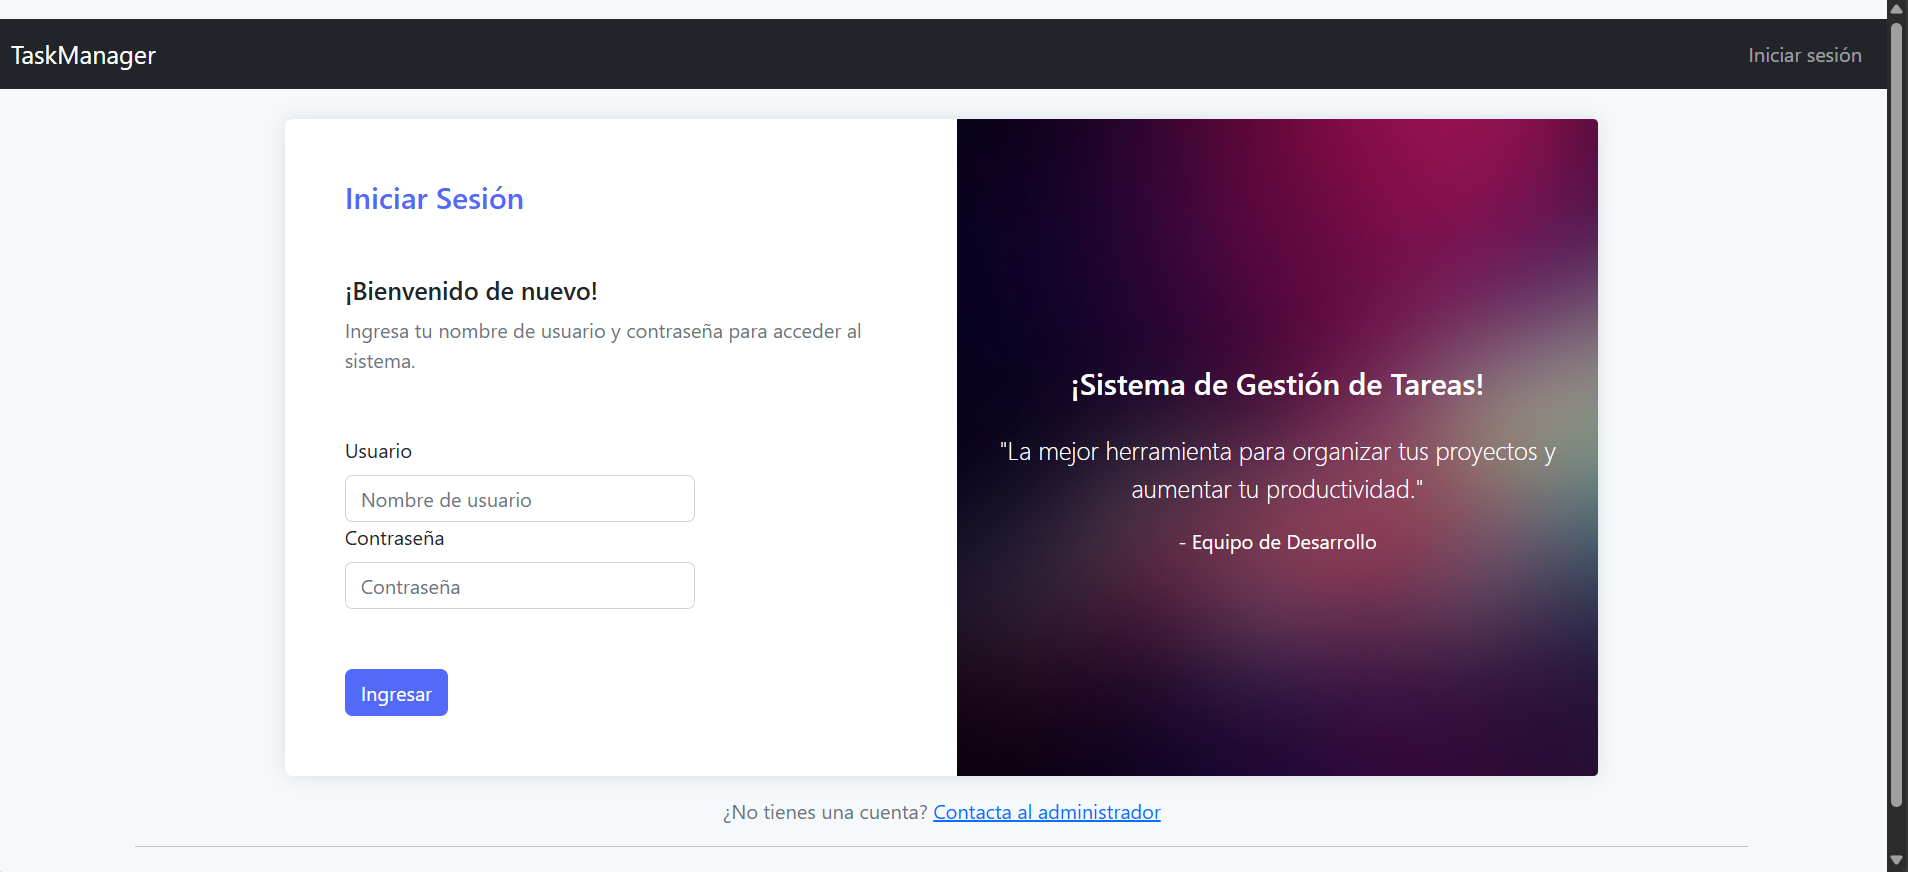 TaskManager
Iniciar sesión
Iniciar Sesión
¡Bienvenido de nuevo!
Ingresa tu nombre de usuario y contraseña para acceder al
sistema.
Usuario
Nombre de usuario
Contraseña
Contraseña
Ingresar
¡Sistema de Gestión de Tareas!
"La mejor herramienta para organizar tus proyectos y
aumentar tu productividad."
- Equipo de Desarrollo
¿No tienes una cuenta? Contacta al administrador